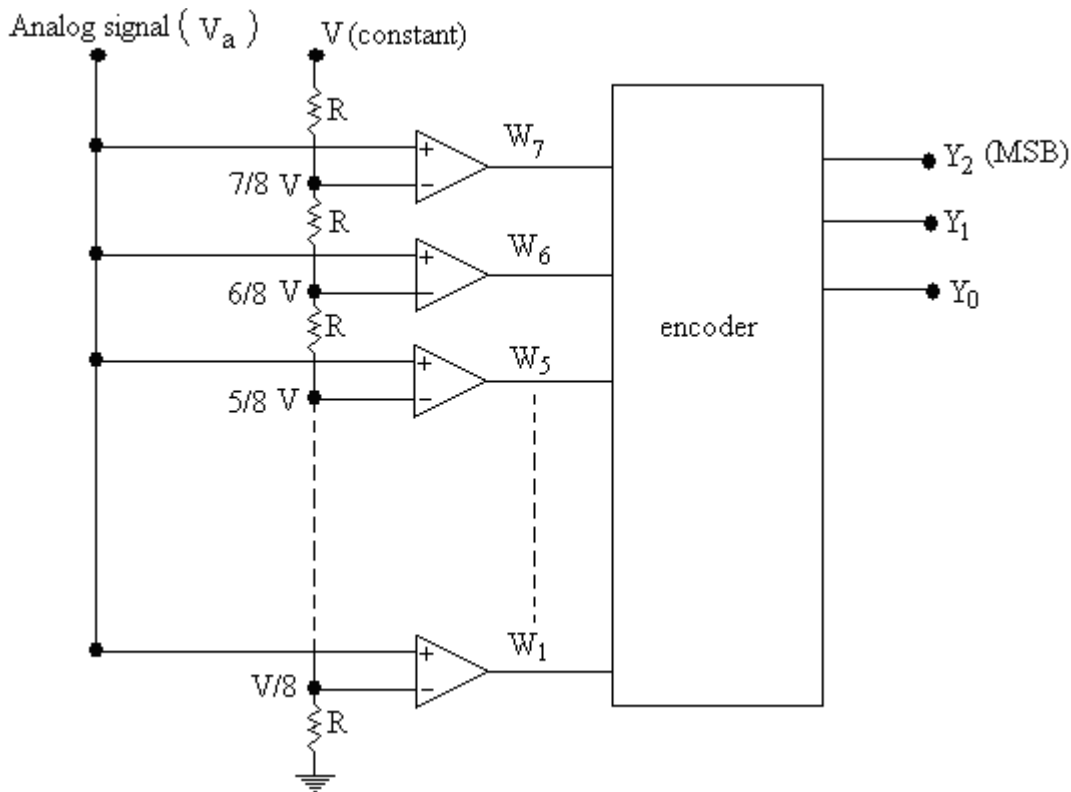 Analog signal ( Va )
V (constant)
R
W7
Y2 (MSB)
7/8 V
+
−
R
Y1
W6
+
−
6/8 V
Y0
R
encoder
W5
+
−
5/8 V
W1
+
−
V/8
R